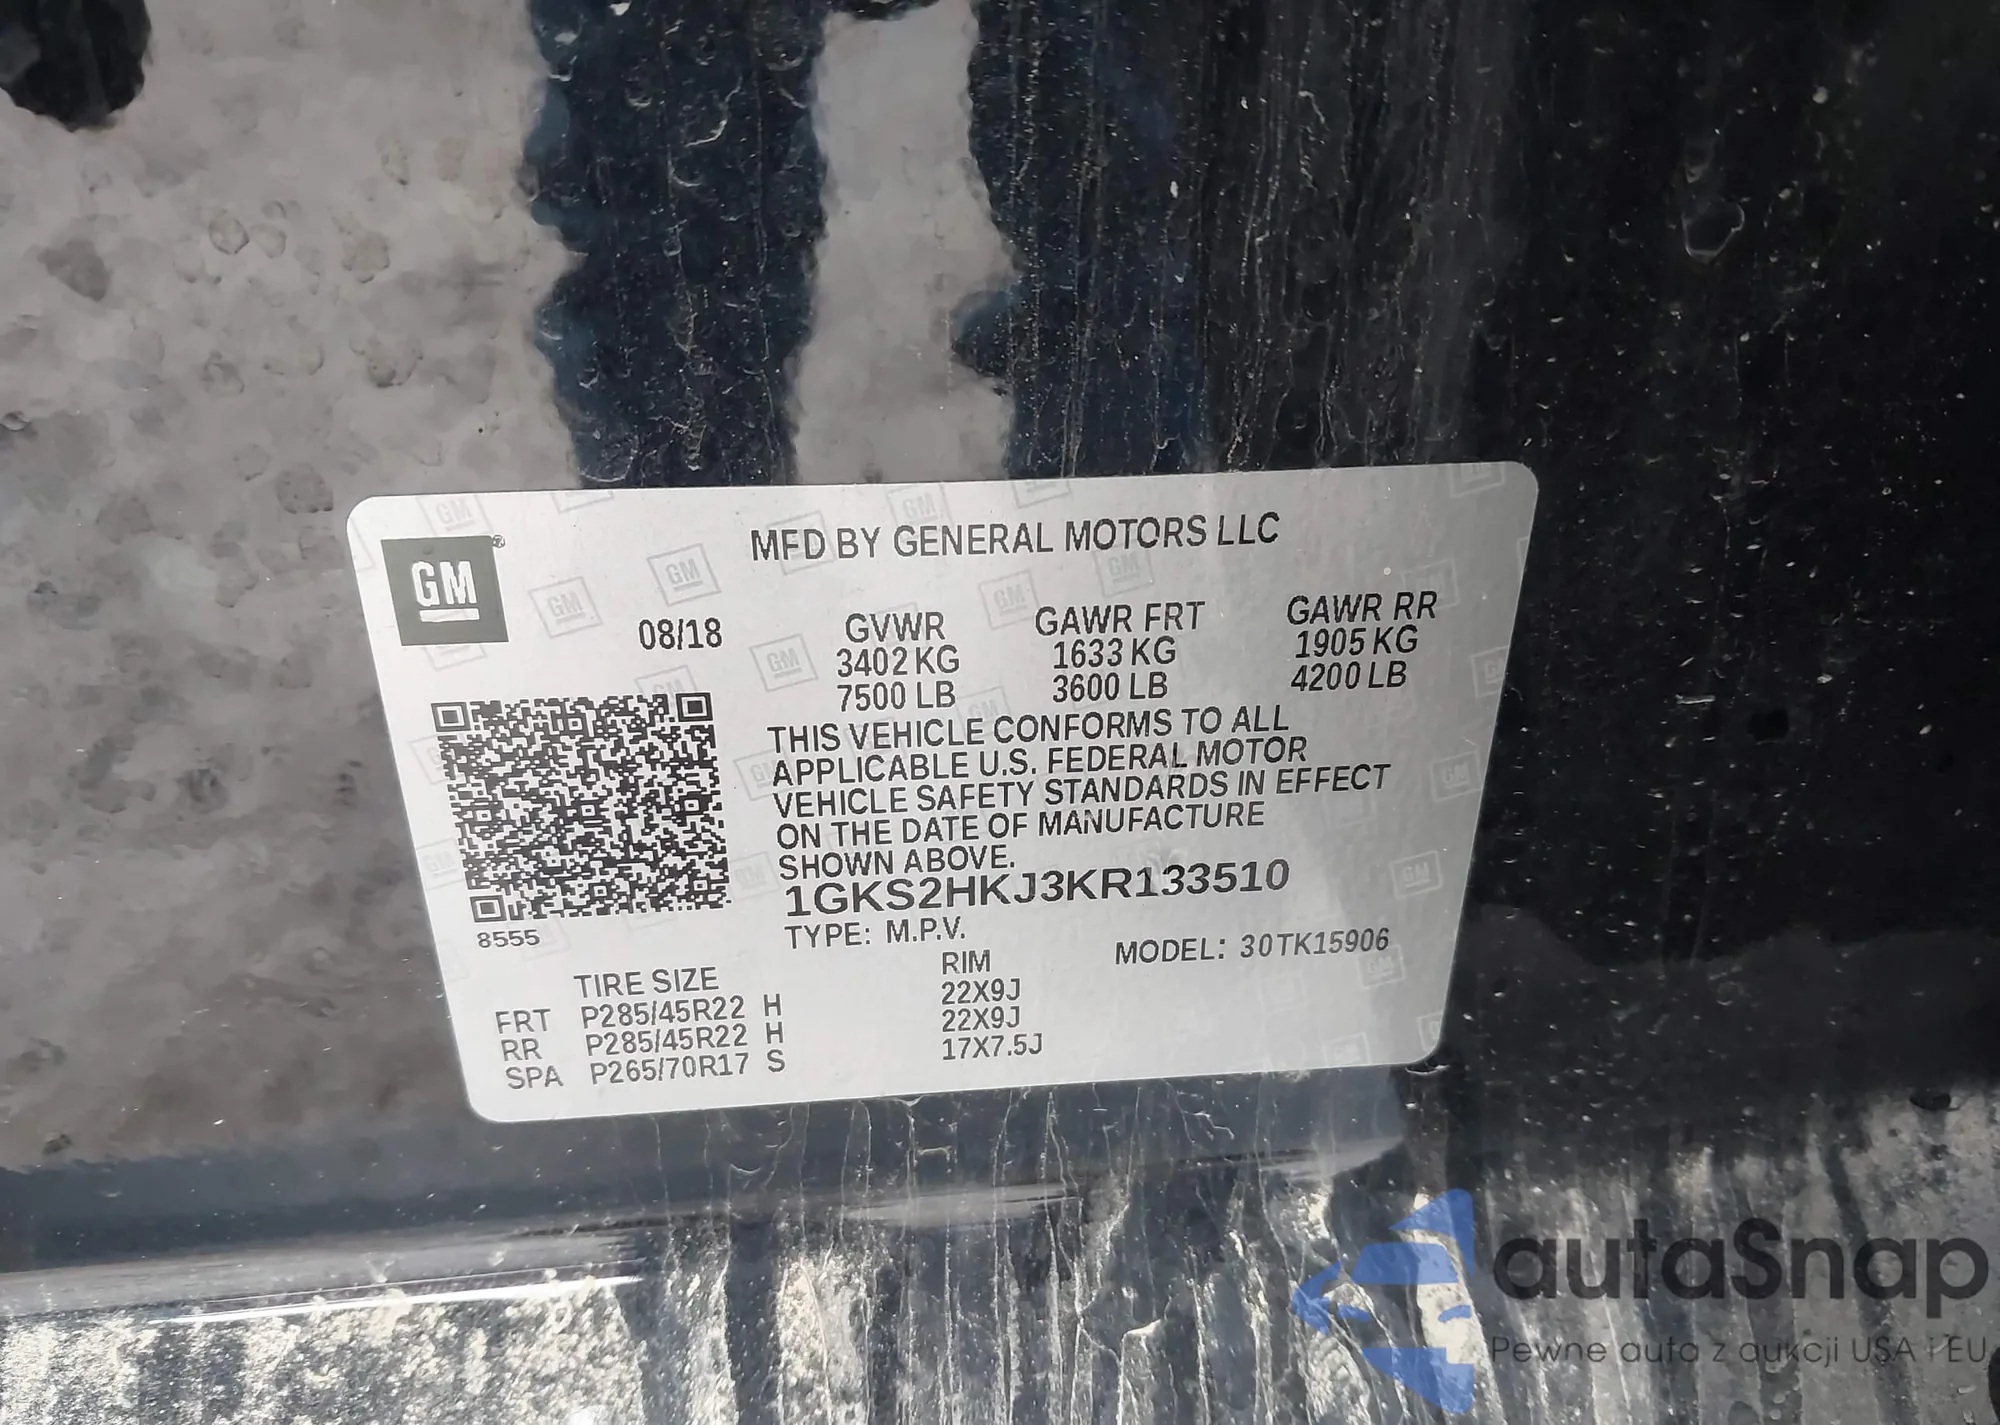 GM
MFD BY GENERAL MOTORS LLC
08/18
GVWR GAWR FRT GAWR RR
3402 KG 1633 KG 1905 KG
7500 LB 3600 LB 4200 LB
THIS VEHICLE CONFORMS TO ALL
APPLICABLE U.S. FEDERAL MOTOR
VEHICLE SAFETY STANDARDS IN EFFECT
ON THE DATE OF MANUFACTURE
SHOWN ABOVE.
1GKS2HKJ3KR133510
8555
TYPE: M.P.V. MODEL: 30TK15906
TIRE SIZE RIM
FRT P285/45R22 H 22X9J
RR P285/45R22 H 22X9J
SPA P265/70R17 S 17X7.5J
autaSnap
Pewne auta z aukcji USA i EU